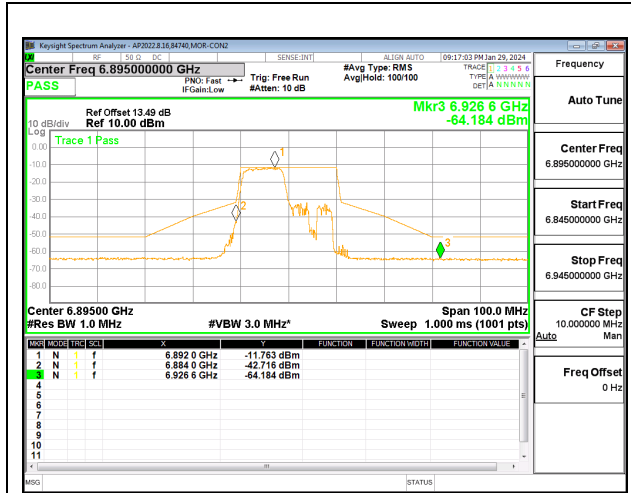 Keysight Spectrum Analyzer - AP2022.8.16,84740,MOR-CON2
RF 50 Ω DC SENSE:INT ALIGN AUTO 09:17:03 PM Jan 29, 2024
Center Freq 6.895000000 GHz
PASS
PNO: Fast
IFGain:Low
Trig: Free Run
#Atten: 10 dB
#Avg Type: RMS
Avg|Hold: 100/100
TRACE 1 2 3 4 5 6
TYPE A WWWWW
DET A N N N N N
Frequency
Auto Tune
Center Freq
6.895000000 GHz
Start Freq
6.845000000 GHz
Stop Freq
6.945000000 GHz
CF Step
10.000000 MHz
Auto Man
Freq Offset
0 Hz
Ref Offset 13.49 dB
10 dB/div Ref 10.00 dBm
Mkr3 6.926 6 GHz
-64.184 dBm
Log
Trace 1 Pass
0.00
-10.0
-20.0
-30.0
-40.0
-50.0
-60.0
-70.0
-80.0
1
2
3
Center 6.89500 GHz Span 100.0 MHz
#Res BW 1.0 MHz #VBW 3.0 MHz* Sweep 1.000 ms (1001 pts)
MKR MODE TRC SCL X Y FUNCTION FUNCTION WIDTH FUNCTION VALUE
1 N 1 f 6.892 0 GHz -11.763 dBm
2 N 1 f 6.884 0 GHz -42.716 dBm
3 N 1 f 6.926 6 GHz -64.184 dBm
4
5
6
7
8
9
10
11
MSG STATUS